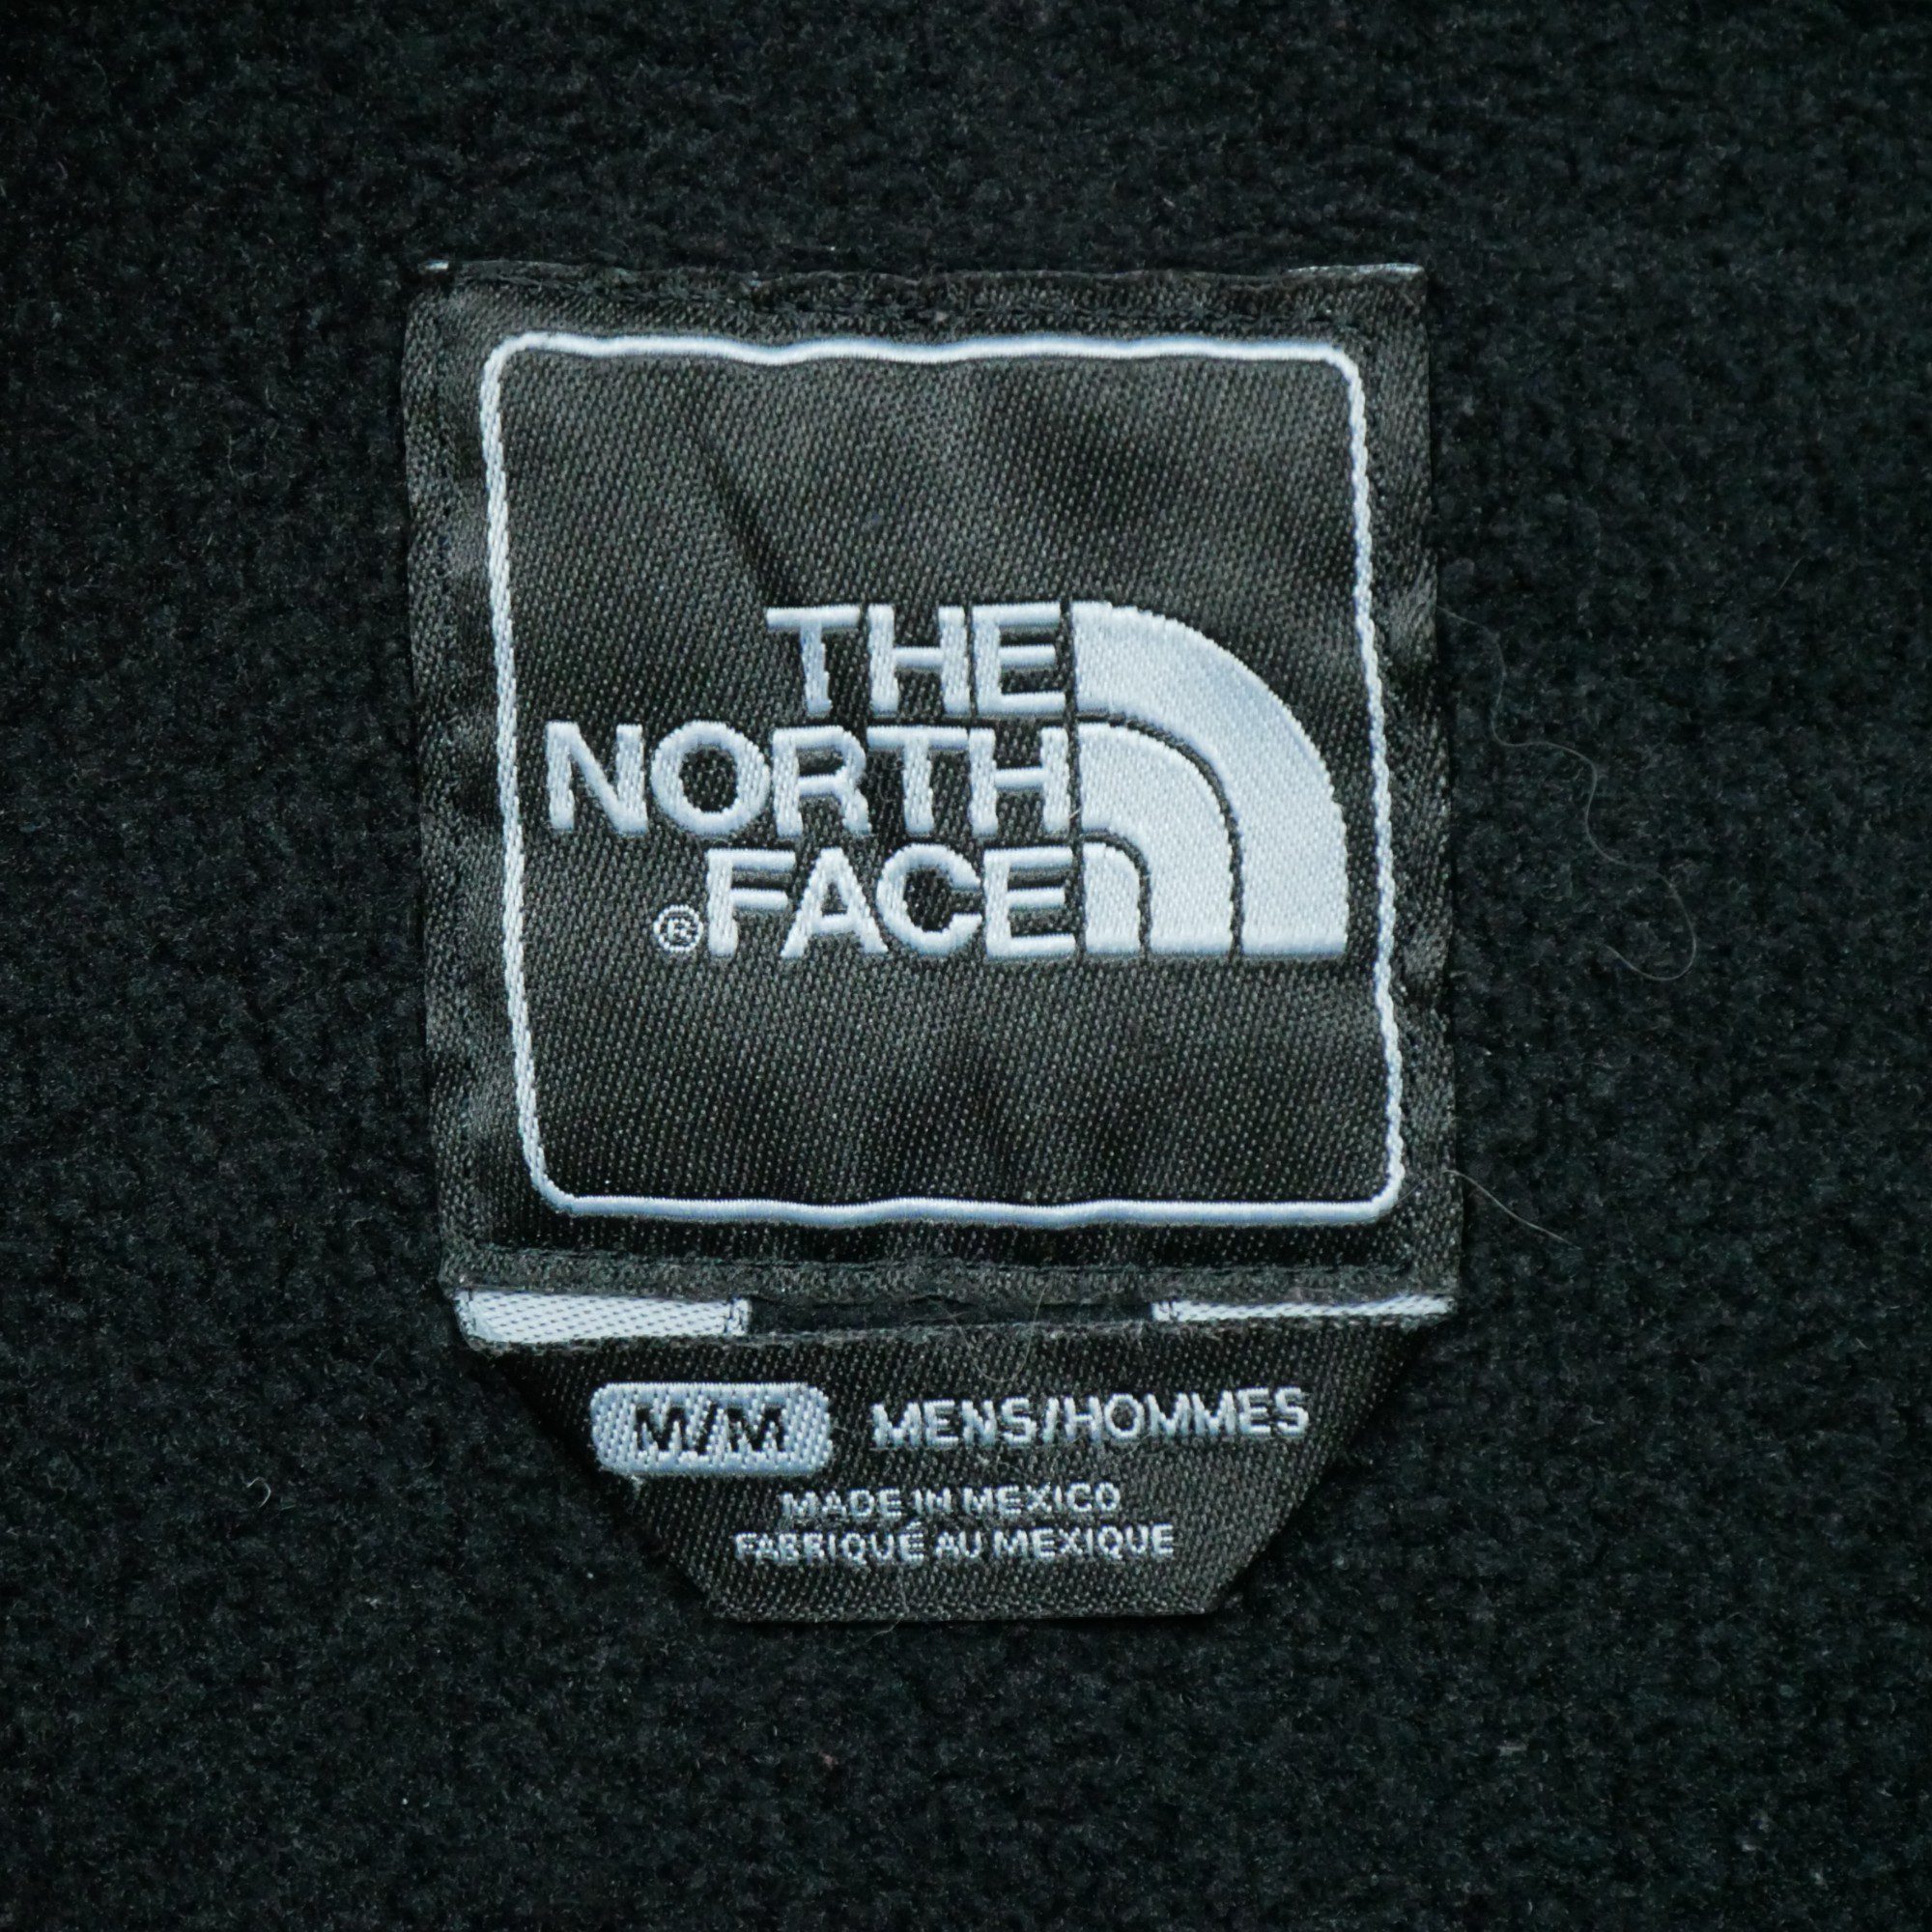 THE
NORTH
®FACE
M/M MENS/HOMMES
MADE IN MEXICO
FABRIQUÉ AU MEXIQUE